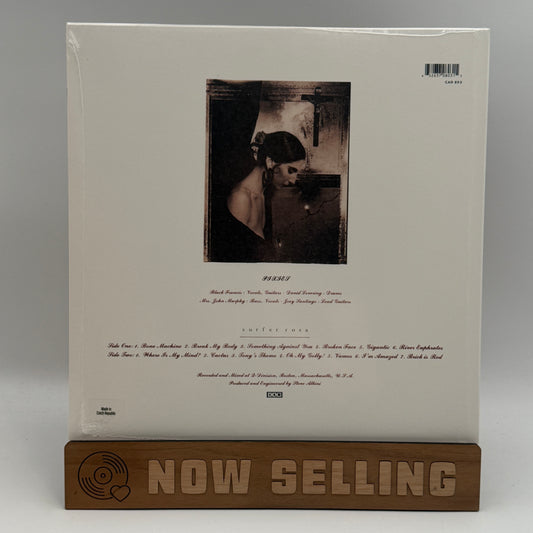 CAD 803
PIXIES
Black Francis - Vocals, Guitars - David Lovering - Drums
Mrs. John Murphy - Bass, Vocals - Joey Santiago - Lead Guitars
surfer rosa
Side One: 1. Bone Machine 2. Break My Body 3. Something Against You 4. Broken Face 5. Gigantic 6. River Euphrates
Side Two: 1. Where Is My Mind? 2. Cactus 3. Tony's Theme 4. Oh My Golly! 5. Vamos 6. I'm Amazed 7. Brick is Red
Recorded and Mixed at Q-Division, Boston, Massachusetts, U.S.A.
Produced and Engineered by Steve Albini
Made in
Czech Republic
NOW SELLING